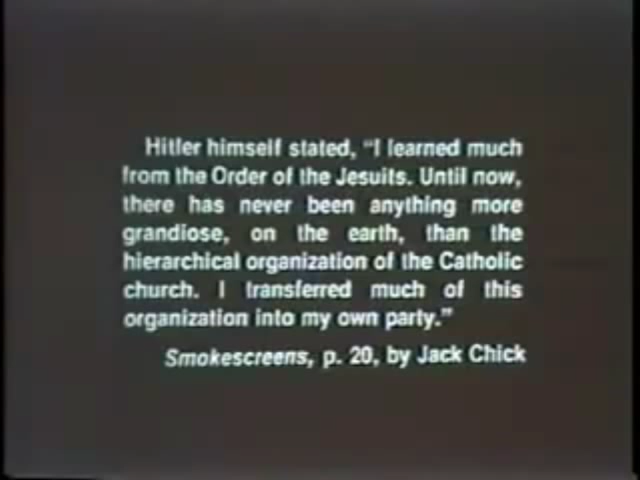 Hitler himself stated, "I learned much
from the Order of the Jesuits. Until now,
there has never been anything more
grandiose, on the earth, than the
hierarchical organization of the Catholic
church. I transferred much of this
organization into my own party."
Smokescreens, p. 20, by Jack Chick